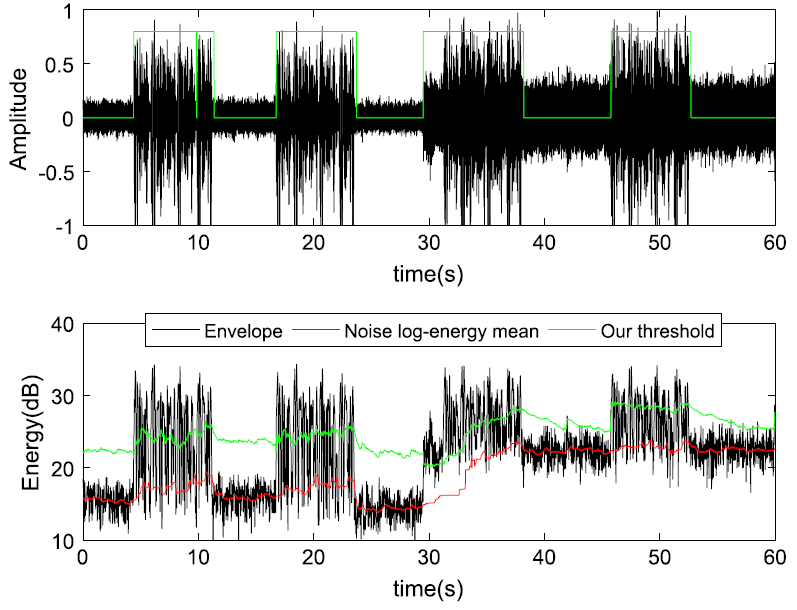 1
0.5
0
-0.5
-1
Amplitude
0 10 20 30 40 50 60
time(s)
40
30
20
10
Energy(dB)
Envelope Noise log-energy mean Our threshold
0 10 20 30 40 50 60
time(s)